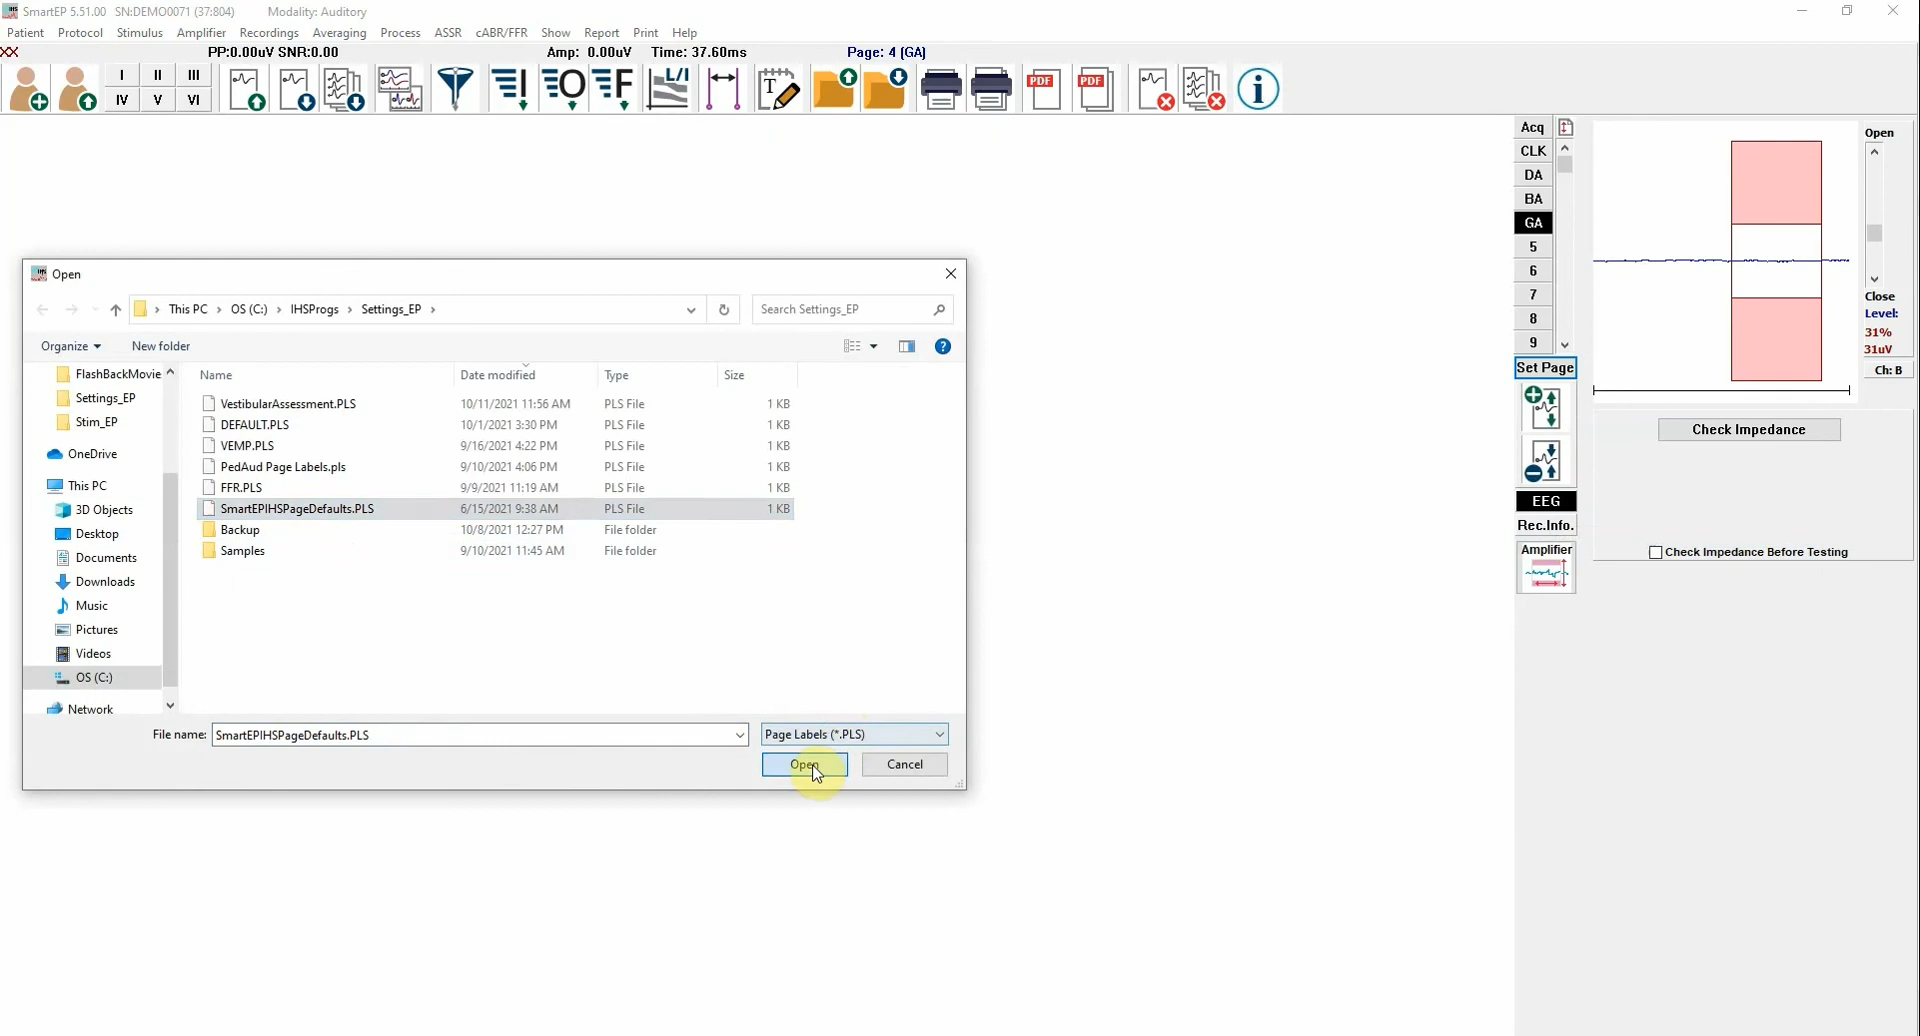 SmartEP 5.51.00 SN:DEMO0071 (37:804) Modality: Auditory
Patient Protocol Stimulus Amplifier Recordings Averaging Process ASSR cABR/FFR Show Report Print Help
XX PP:0.00uV SNR:0.00 Amp: 0.00uV Time: 37.60ms Page: 4 (GA)
I II III
IV V VI
L/I
PDF PDF
Acq
CLK
DA
BA
GA
5
6
7
8
9
Set Page
EEG
Rec.Info.
Amplifier
Open
Close
Level:
31%
31uV
Ch: B
Check Impedance
Check Impedance Before Testing
Open
This PC › OS (C:) › IHSProgs › Settings_EP ›
Search Settings_EP
Organize New folder
FlashBackMovie
Settings_EP
Stim_EP
OneDrive
This PC
3D Objects
Desktop
Documents
Downloads
Music
Pictures
Videos
OS (C:)
Network
Name Date modified Type Size
VestibularAssessment.PLS 10/11/2021 11:56 AM PLS File 1 KB
DEFAULT.PLS 10/1/2021 3:30 PM PLS File 1 KB
VEMP.PLS 9/16/2021 4:22 PM PLS File 1 KB
PedAud Page Labels.pls 9/10/2021 4:06 PM PLS File 1 KB
FFR.PLS 9/9/2021 11:19 AM PLS File 1 KB
SmartEPIHSPageDefaults.PLS 6/15/2021 9:38 AM PLS File 1 KB
Backup 10/8/2021 12:27 PM File folder
Samples 9/10/2021 11:45 AM File folder
File name: SmartEPIHSPageDefaults.PLS Page Labels (*.PLS)
Open Cancel